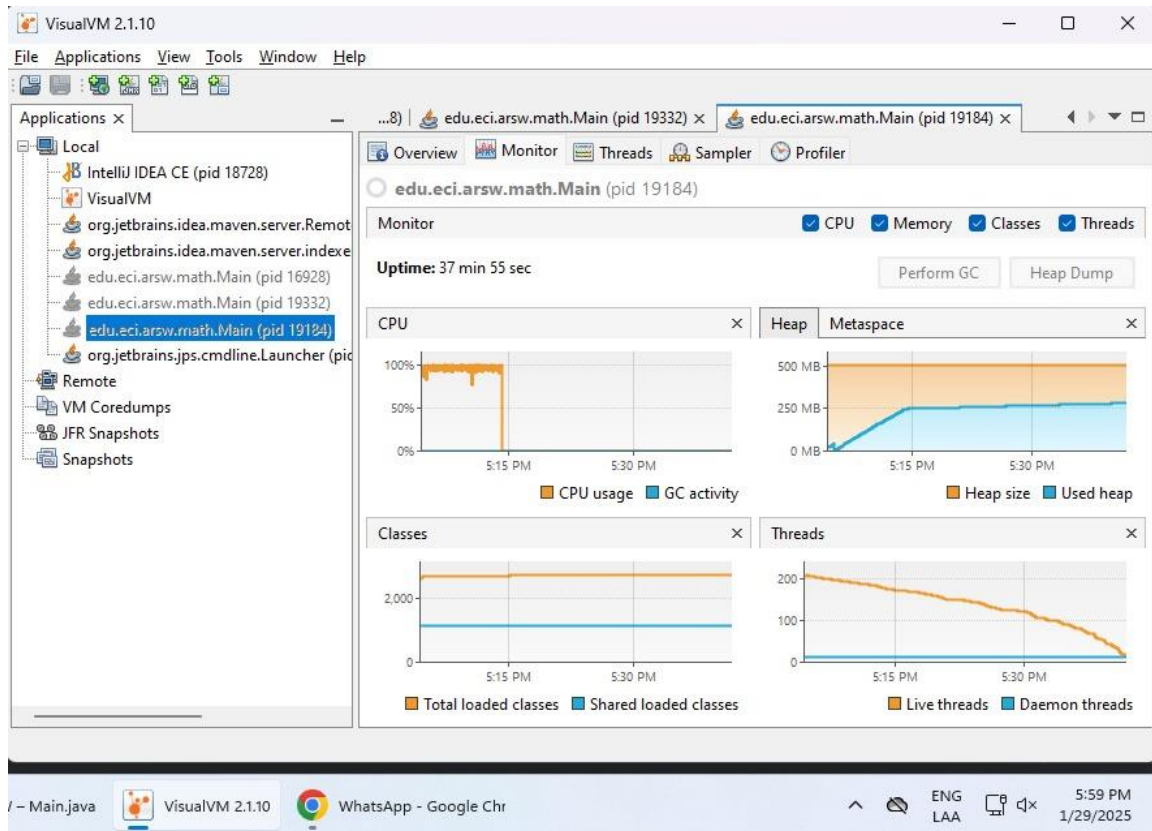 VisualVM 2.1.10
File Applications View Tools Window Help
Applications
...8) edu.eci.arsw.math.Main (pid 19332) edu.eci.arsw.math.Main (pid 19184)
Local
IntelliJ IDEA CE (pid 18728)
VisualVM
org.jetbrains.idea.maven.server.Remot
org.jetbrains.idea.maven.server.indexe
edu.eci.arsw.math.Main (pid 16928)
edu.eci.arsw.math.Main (pid 19332)
edu.eci.arsw.math.Main (pid 19184)
org.jetbrains.jps.cmdline.Launcher (pid
Remote
VM Coredumps
JFR Snapshots
Snapshots
Overview Monitor Threads Sampler Profiler
edu.eci.arsw.math.Main (pid 19184)
Monitor CPU Memory Classes Threads
Uptime: 37 min 55 sec Perform GC Heap Dump
CPU
100%
50%
0%
5:15 PM 5:30 PM
CPU usage GC activity
Heap Metaspace
500 MB
250 MB
0 MB
5:15 PM 5:30 PM
Heap size Used heap
Classes
2,000
0
5:15 PM 5:30 PM
Total loaded classes Shared loaded classes
Threads
200
100
0
5:15 PM 5:30 PM
Live threads Daemon threads
– Main.java VisualVM 2.1.10 WhatsApp - Google Chr ENG 5:59 PM
LAA 1/29/2025